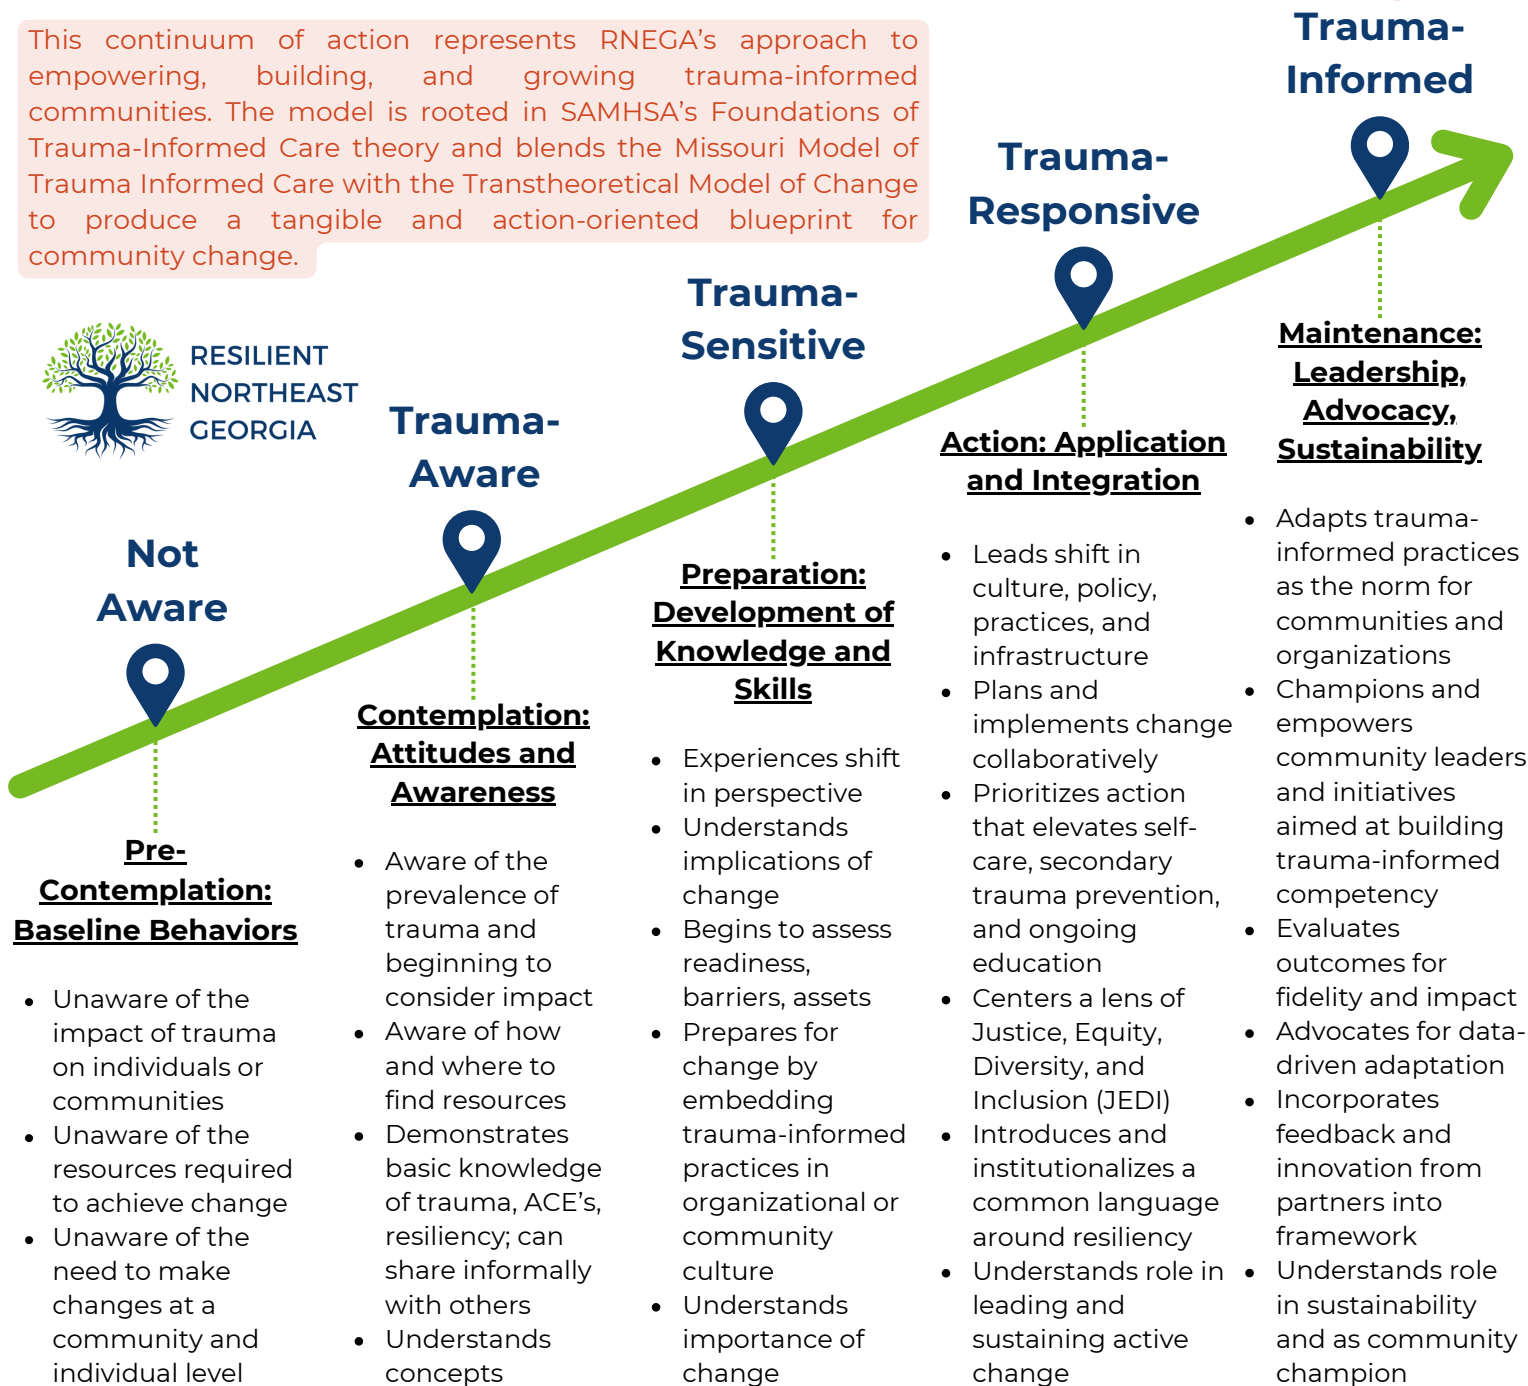 This continuum of action represents RNEGA's approach to
empowering, building, and growing trauma-informed
communities. The model is rooted in SAMHSA's Foundations of
Trauma-Informed Care theory and blends the Missouri Model of
Trauma Informed Care with the Transtheoretical Model of Change
to produce a tangible and action-oriented blueprint for
community change.
RESILIENT
NORTHEAST
GEORGIA
Not
Aware
Pre-
Contemplation:
Baseline Behaviors
• Unaware of the
impact of trauma
on individuals or
communities
• Unaware of the
resources required
to achieve change
• Unaware of the
need to make
changes at a
community and
individual level
Trauma-
Aware
Contemplation:
Attitudes and
Awareness
• Aware of the
prevalence of
trauma and
beginning to
consider impact
• Aware of how
and where to
find resources
• Demonstrates
basic knowledge
of trauma, ACE's,
resiliency; can
share informally
with others
• Understands
concepts
Trauma-
Sensitive
Preparation:
Development of
Knowledge and
Skills
• Experiences shift
in perspective
• Understands
implications of
change
• Begins to assess
readiness,
barriers, assets
• Prepares for
change by
embedding
trauma-informed
practices in
organizational or
community
culture
• Understands
importance of
change
Trauma-
Responsive
Action: Application
and Integration
• Leads shift in
culture, policy,
practices, and
infrastructure
• Plans and
implements change
collaboratively
• Prioritizes action
that elevates self-
care, secondary
trauma prevention,
and ongoing
education
• Centers a lens of
Justice, Equity,
Diversity, and
Inclusion (JEDI)
• Introduces and
institutionalizes a
common language
around resiliency
• Understands role in
leading and
sustaining active
change
Trauma-
Informed
Maintenance:
Leadership,
Advocacy,
Sustainability
• Adapts trauma-
informed practices
as the norm for
communities and
organizations
• Champions and
empowers
community leaders
and initiatives
aimed at building
trauma-informed
competency
• Evaluates
outcomes for
fidelity and impact
• Advocates for data-
driven adaptation
• Incorporates
feedback and
innovation from
partners into
framework
• Understands role
in sustainability
and as community
champion